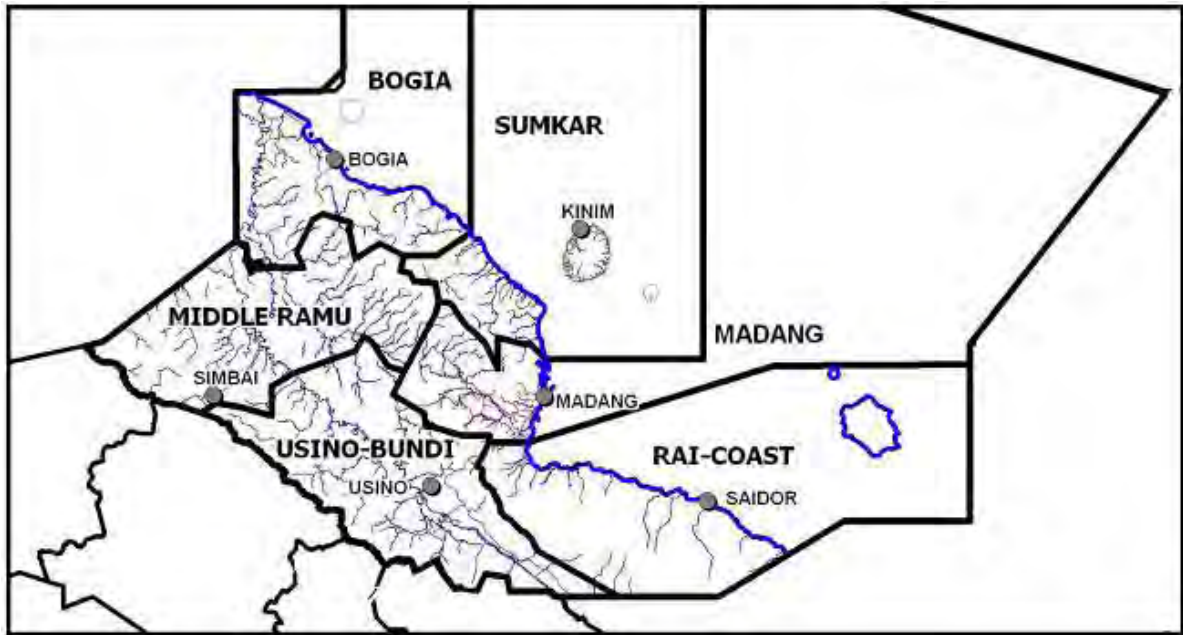 BOGIA
SUMKAR
BOGIA
KINIM
MIDDLE RAMU
MADANG
SIMBAI
MADANG
USINO-BUNDI
RAI-COAST
USINO
SAIDOR